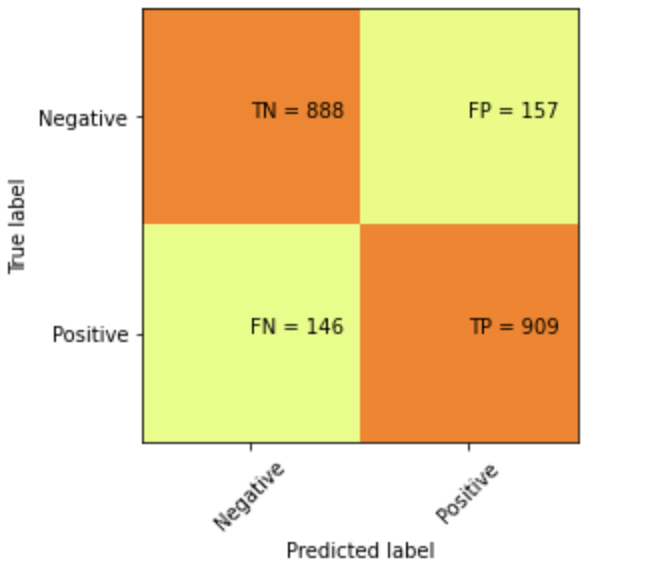 TN = 888
FP = 157
Negative
True label
FN = 146
TP = 909
Positive
Negative
Positive
Predicted label